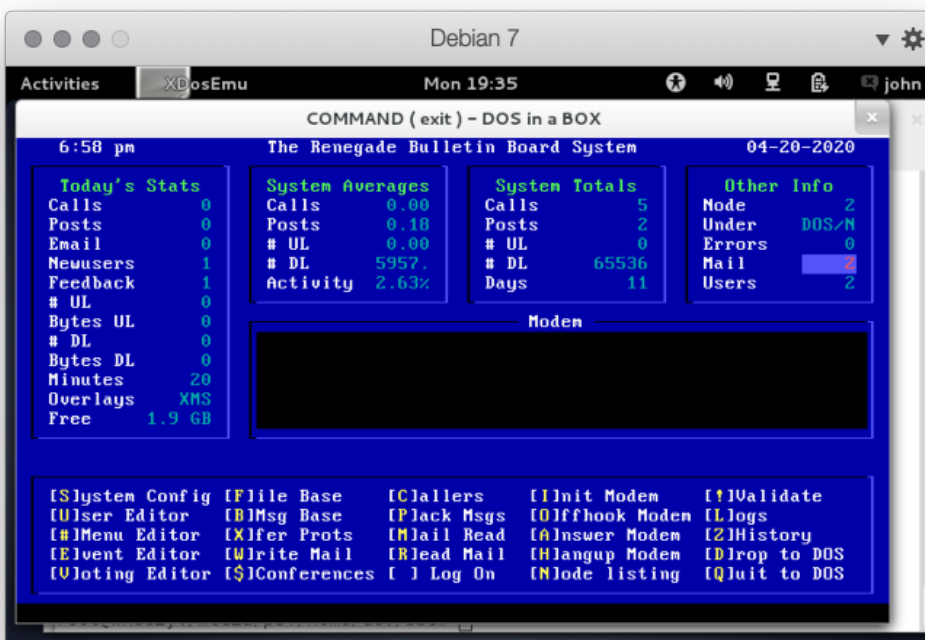 Debian 7
Activities XDosEmu Mon 19:35 john
COMMAND ( exit ) - DOS in a BOX
6:58 pm The Renegade Bulletin Board System 04-20-2020
Today's Stats System Averages System Totals Other Info
Calls 0 Calls 0.00 Calls 5 Node 2
Posts 0 Posts 0.18 Posts 2 Under DOS/N
Email 0 # UL 0.00 # UL 0 Errors 0
Newusers 1 # DL 5957. # DL 65536 Mail 2
Feedback 1 Activity 2.63% Days 11 Users 2
# UL 0
Bytes UL 0 Modem
# DL 0
Bytes DL 0
Minutes 20
Overlays XMS
Free 1.9 GB
[S]ystem Config [F]ile Base [C]allers [I]nit Modem [!]Validate
[U]ser Editor [B]Msg Base [P]ack Msgs [O]ffhook Modem [L]ogs
[#]Menu Editor [X]fer Prots [M]ail Read [A]nswer Modem [Z]History
[E]vent Editor [W]rite Mail [R]ead Mail [H]angup Modem [D]rop to DOS
[V]oting Editor [$]Conferences [ ] Log On [N]ode listing [Q]uit to DOS